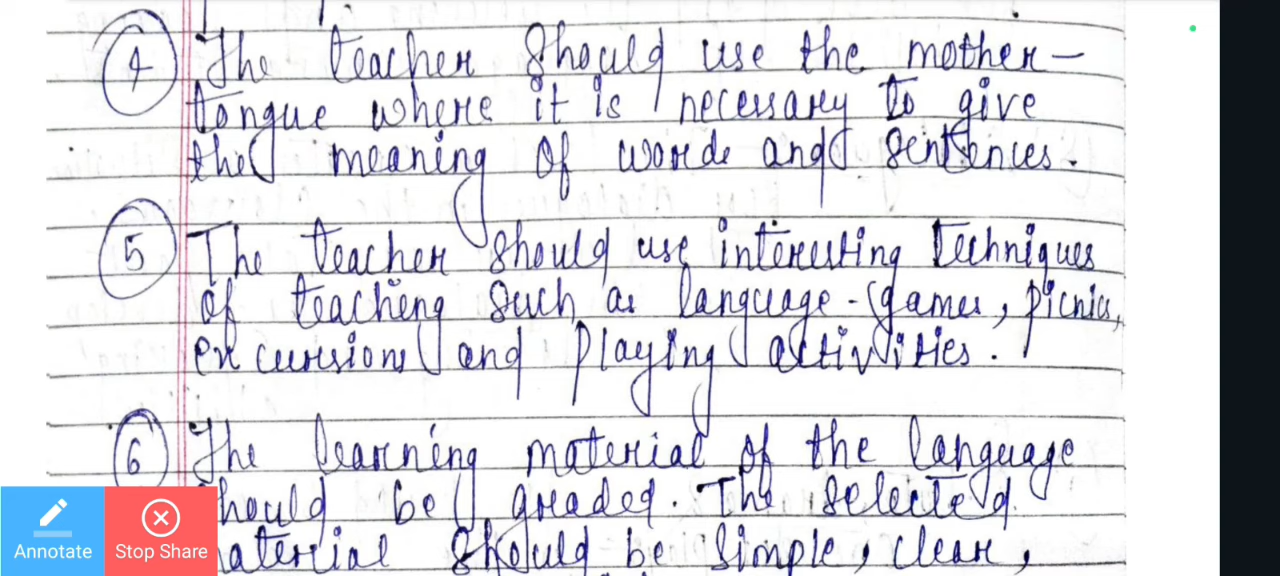 4 The teacher should use the mother-
tongue where it is necessary to give
the meaning of words and sentences.
5 The teacher should use interesting techniques
of teaching such as language-games, picnics,
excursions and playing activities.
6 The learning material of the language
should be graded. The selected
material should be simple, clear,
Annotate
Stop Share